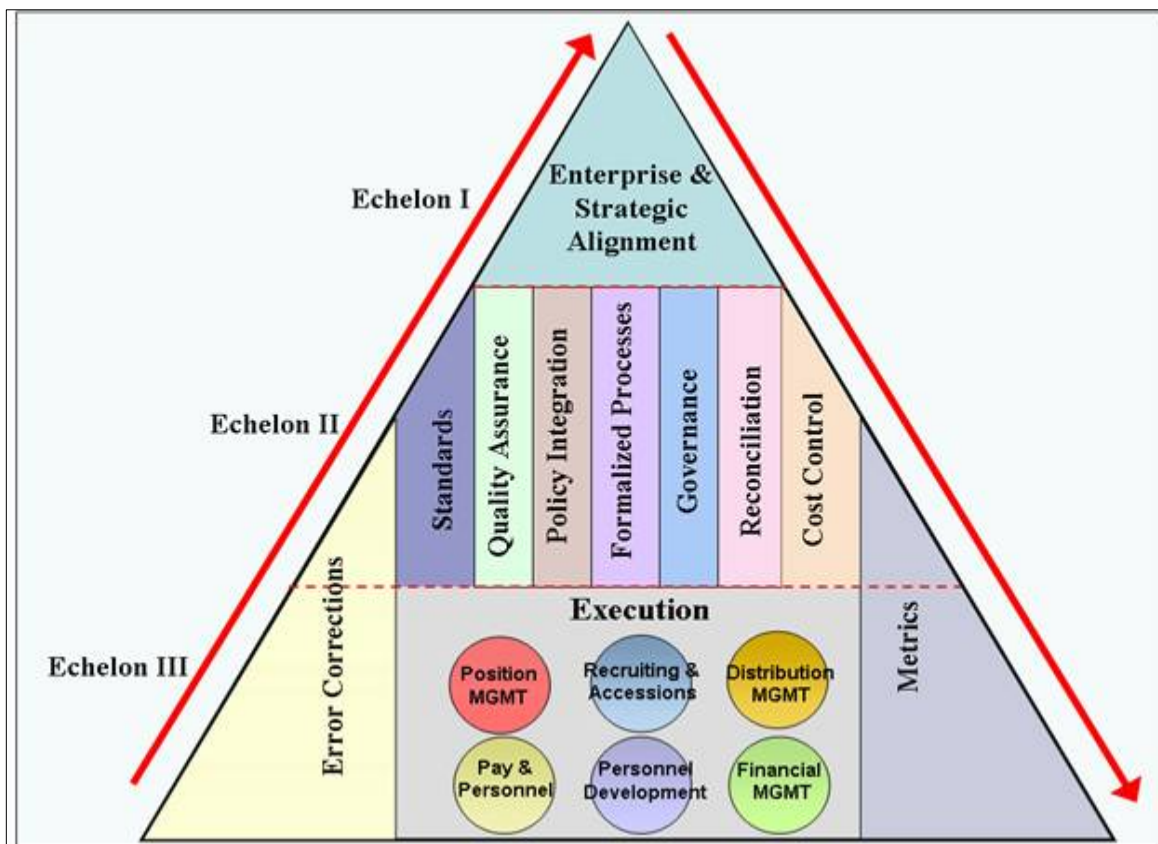 Echelon I
Enterprise &
Strategic
Alignment
Echelon II
Standards
Quality Assurance
Policy Integration
Formalized Processes
Governance
Reconciliation
Cost Control
Echelon III
Error Corrections
Execution
Position
MGMT
Recruiting &
Accessions
Distribution
MGMT
Pay &
Personnel
Personnel
Development
Financial
MGMT
Metrics